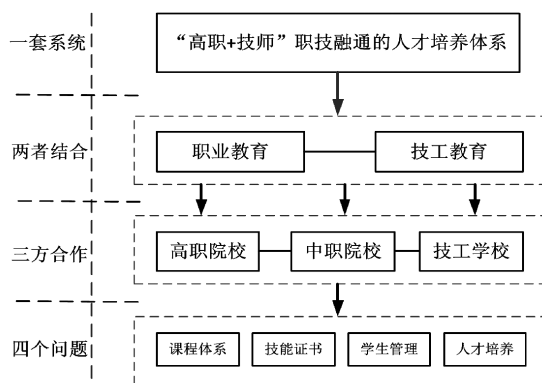 一套系统
“高职+技师”职技融通的人才培养体系
两者结合
职业教育
技工教育
三方合作
高职院校
中职院校
技工学校
四个问题
课程体系
技能证书
学生管理
人才培养